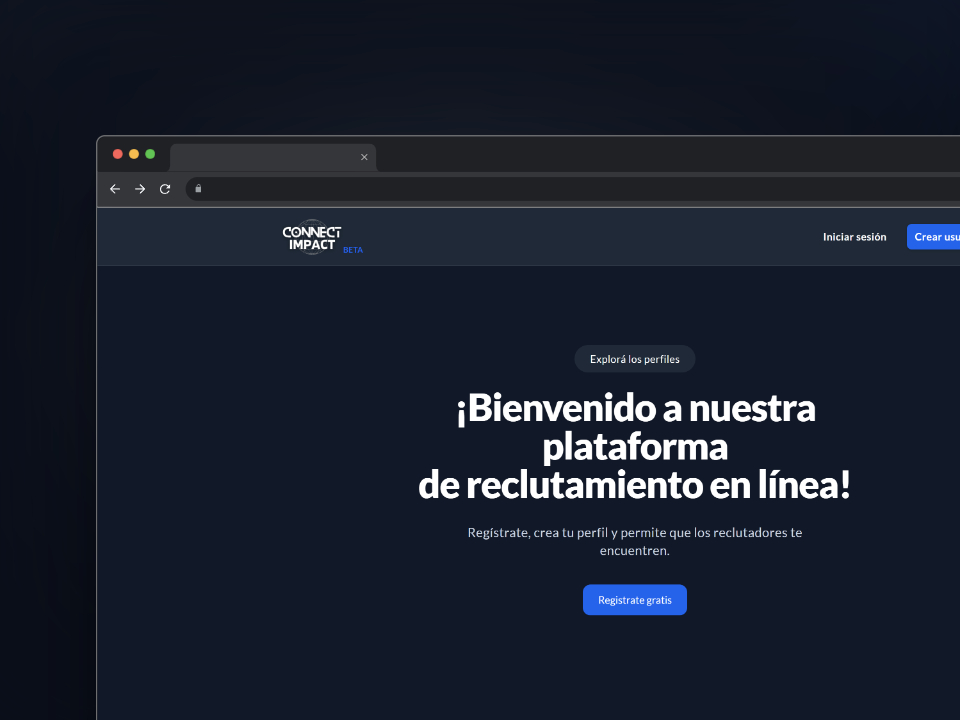 CONNECT
IMPACT
BETA
Iniciar sesión
Crear usu
Explorá los perfiles
¡Bienvenido a nuestra
plataforma
de reclutamiento en línea!
Regístrate, crea tu perfil y permite que los reclutadores te
encuentren.
Registrate gratis